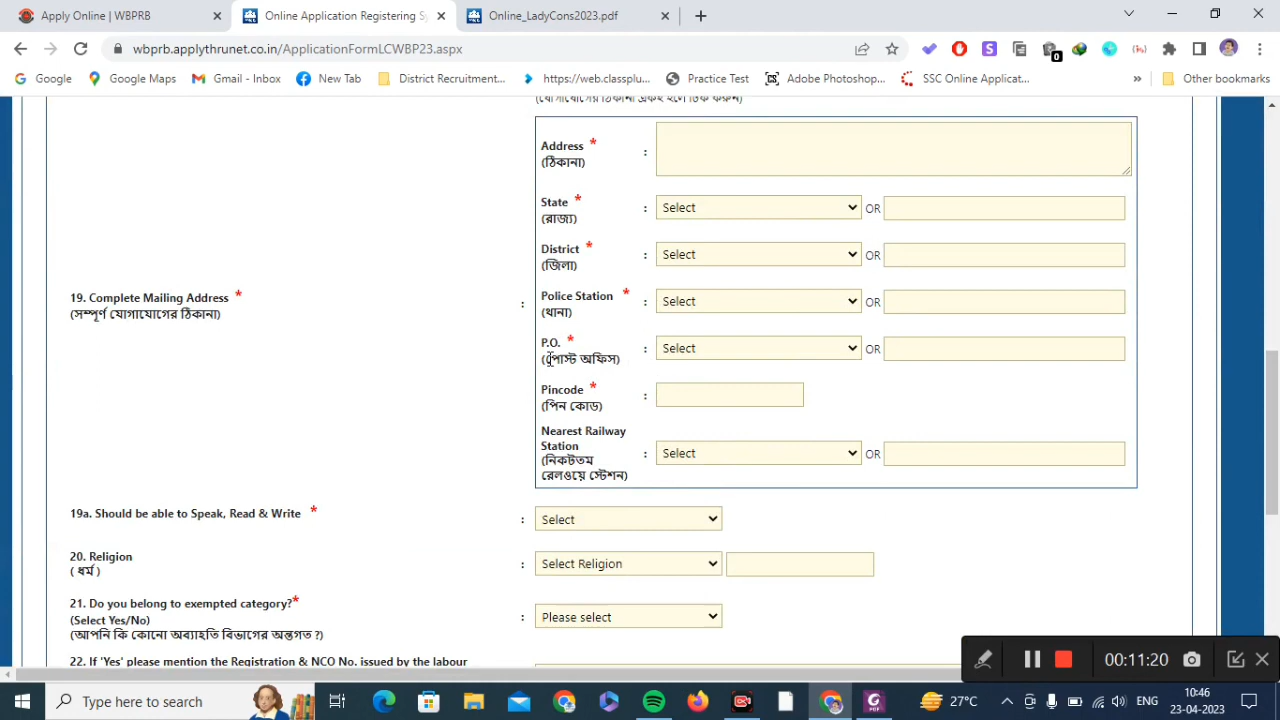 Apply Online | WBPRB
Online Application Registering Sy
Online_LadyCons2023.pdf
wbprb.applythrunet.co.in/ApplicationFormLCWBP23.aspx
Google
Google Maps
Gmail - Inbox
New Tab
District Recruitment...
https://web.classplu...
Practice Test
Adobe Photoshop...
SSC Online Applicat...
»
Other bookmarks
(যোগাযোগের ঠিকানা একই হলে টিক করুন)
Address *
(ঠিকানা)
:
State *
(রাজ্য)
: Select OR
District *
(জিলা)
: Select OR
19. Complete Mailing Address *
(সম্পূর্ণ যোগাযোগের ঠিকানা)
:
Police Station *
(থানা)
: Select OR
P.O. *
(পোস্ট অফিস)
: Select OR
Pincode *
(পিন কোড)
:
Nearest Railway
Station
(নিকটতম
রেলওয়ে স্টেশন)
: Select OR
19a. Should be able to Speak, Read & Write * : Select
20. Religion
( ধর্ম )
: Select Religion
21. Do you belong to exempted category?*
(Select Yes/No)
(আপনি কি কোনো অব্যাহতি বিভাগের অন্তগত ?)
: Please select
22. If 'Yes' please mention the Registration & NCO No. issued by the labour
00:11:20
Type here to search
27°C
ENG
10:46
23-04-2023